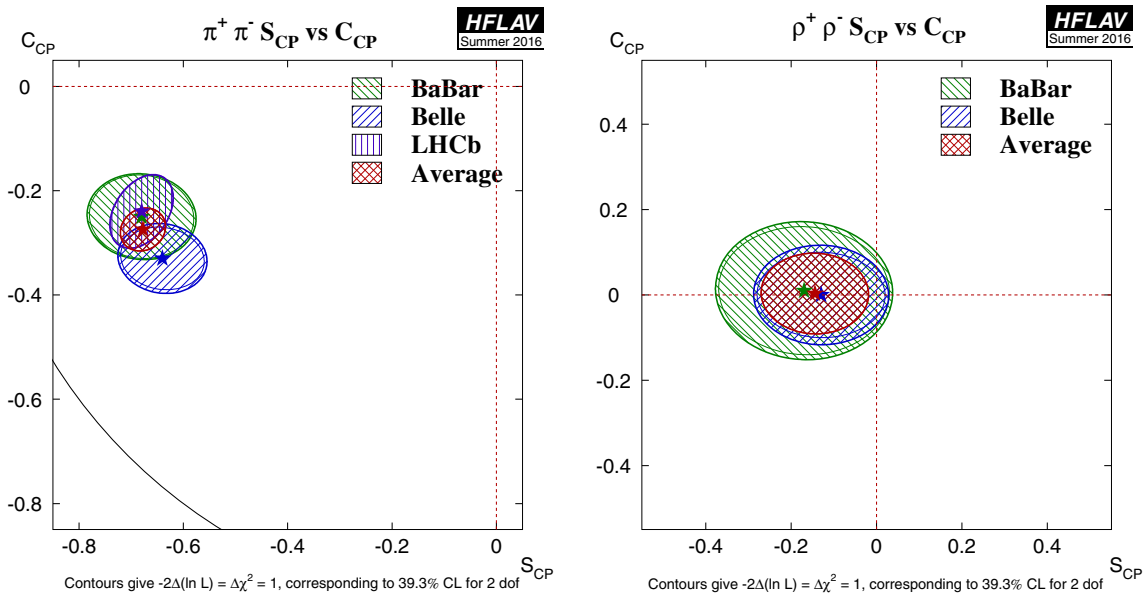 π+ π- S_CP vs C_CP
HFLAV
Summer 2016
C_CP
BaBar
Belle
LHCb
Average
0
-0.2
-0.4
-0.6
-0.8
-0.8 -0.6 -0.4 -0.2 0
S_CP
Contours give -2Δ(ln L) = Δχ² = 1, corresponding to 39.3% CL for 2 dof
ρ+ ρ- S_CP vs C_CP
HFLAV
Summer 2016
C_CP
BaBar
Belle
Average
0.4
0.2
0
-0.2
-0.4
-0.4 -0.2 0 0.2 0.4
S_CP
Contours give -2Δ(ln L) = Δχ² = 1, corresponding to 39.3% CL for 2 dof